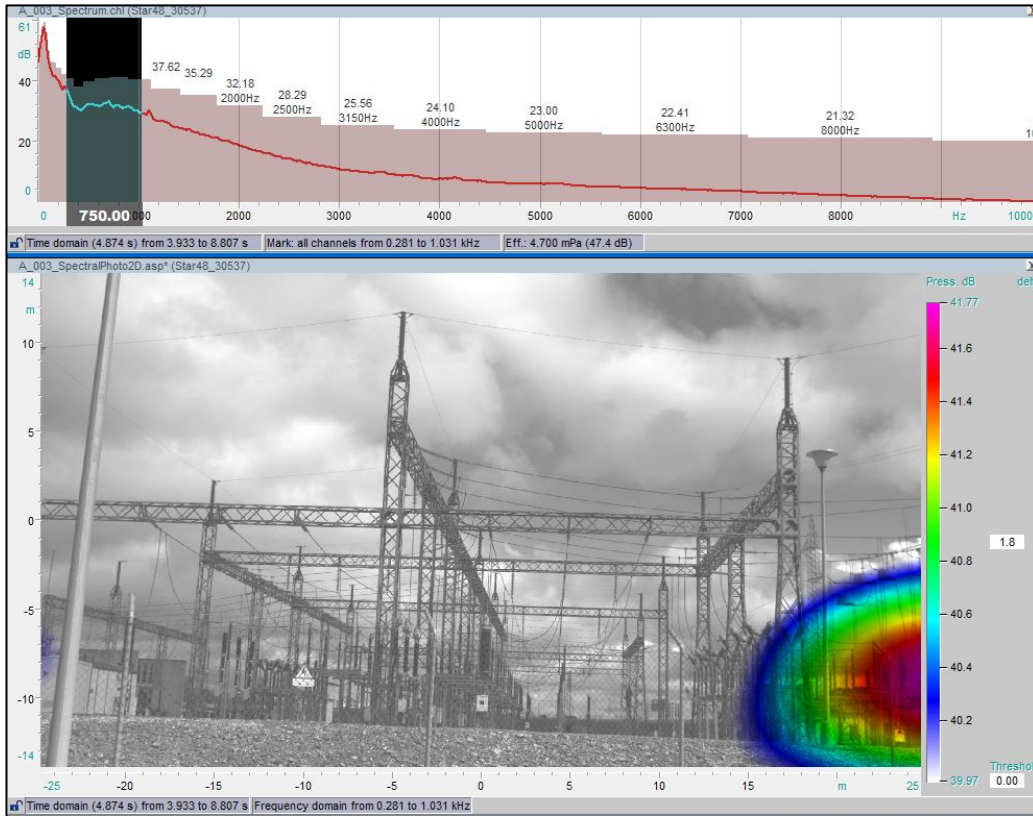 A_003_Spectrum.chl (Star48_30537)
61
dB
40
20
0
37.62
35.29
32.18
2000Hz
28.29
2500Hz
25.56
3150Hz
24.10
4000Hz
23.00
5000Hz
22.41
6300Hz
21.32
8000Hz
0 750.00 2000 3000 4000 5000 6000 7000 8000 Hz
Time domain (4.874 s) from 3.933 to 8.807 s Mark: all channels from 0.281 to 1.031 kHz Eff.: 4.700 mPa (47.4 dB)
A_003_SpectralPhoto2D.asp* (Star48_30537)
14
m
10
5
0
-5
-10
-14
-25 -20 -15 -10 -5 0 5 10 15 m 25
Press. dB
41.77
41.6
41.4
41.2
41.0
40.8
40.6
40.4
40.2
39.97
1.8
Threshold
0.00
Time domain (4.874 s) from 3.933 to 8.807 s Frequency domain from 0.281 to 1.031 kHz